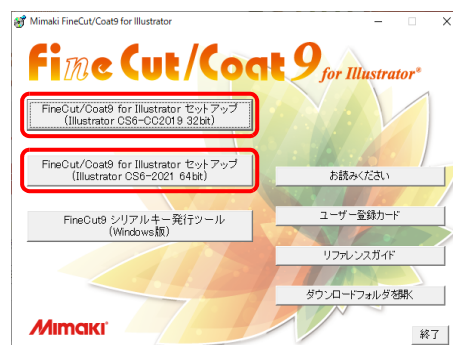 Mimaki FineCut/Coat9 for Illustrator
Fine Cut/Coat 9 for Illustrator®
FineCut/Coat9 for Illustrator セットアップ
(Illustrator CS6-CC2019 32bit)
FineCut/Coat9 for Illustrator セットアップ
(Illustrator CS6-2021 64bit)
お読みください
FineCut9 シリアルキー発行ツール
(Windows版)
ユーザー登録カード
リファレンスガイド
ダウンロードフォルダを開く
Mimaki
終了